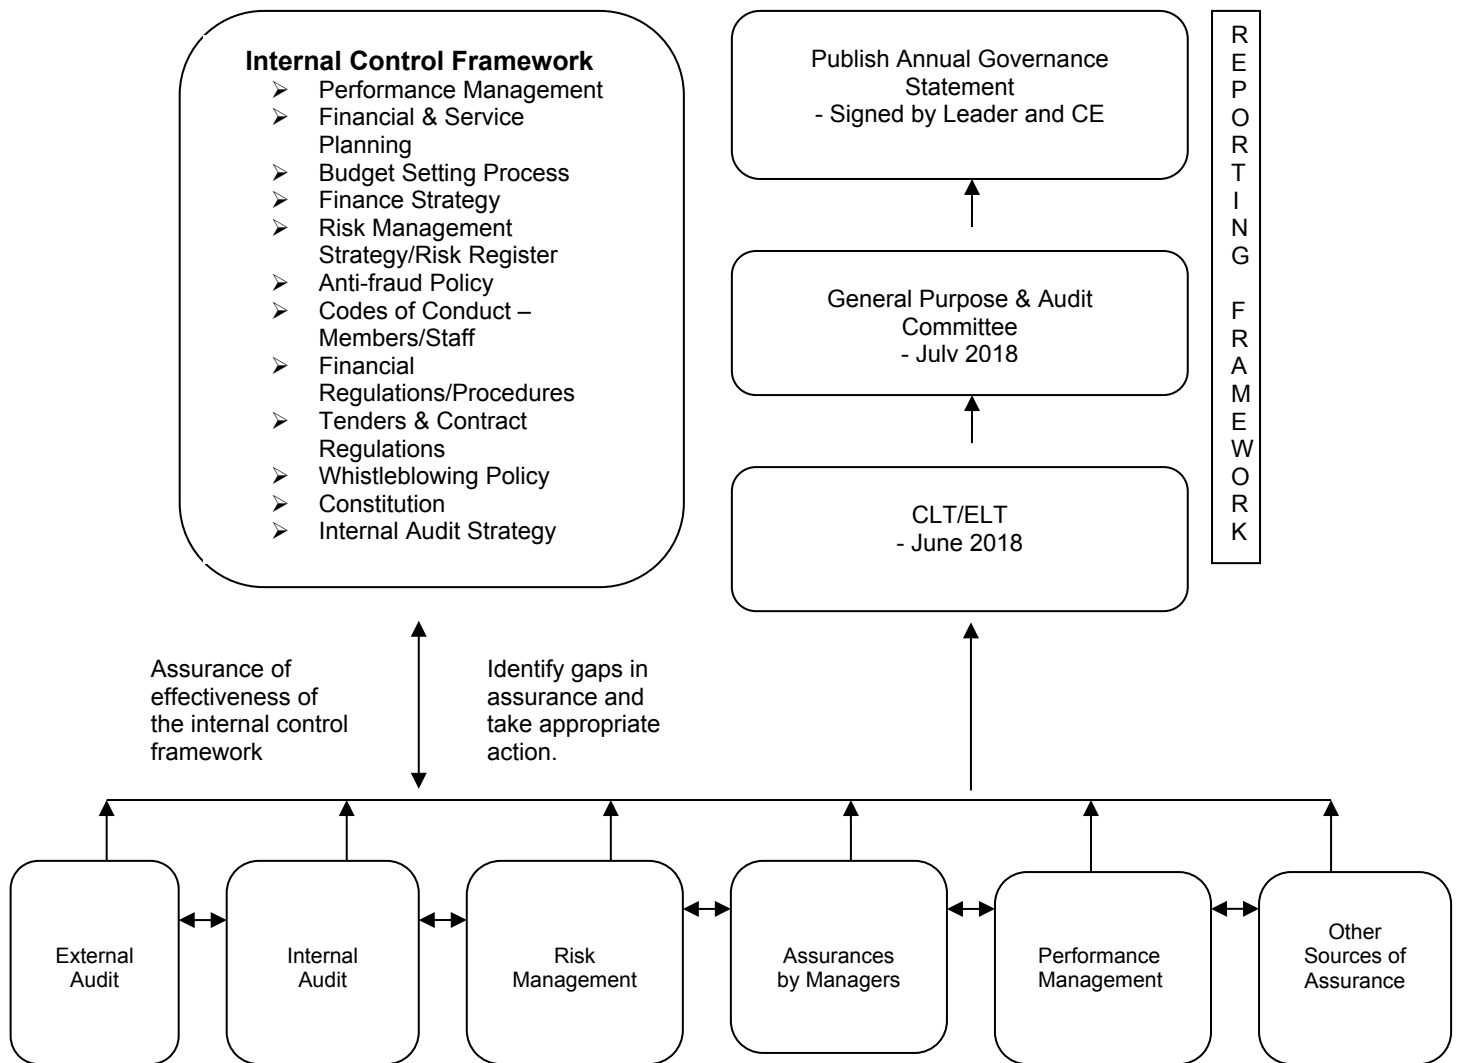 Internal Control Framework
➢ Performance Management
➢ Financial & Service
Planning
➢ Budget Setting Process
➢ Finance Strategy
➢ Risk Management
Strategy/Risk Register
➢ Anti-fraud Policy
➢ Codes of Conduct –
Members/Staff
➢ Financial
Regulations/Procedures
➢ Tenders & Contract
Regulations
➢ Whistleblowing Policy
➢ Constitution
➢ Internal Audit Strategy
Publish Annual Governance
Statement
- Signed by Leader and CE
General Purpose & Audit
Committee
- July 2018
CLT/ELT
- June 2018
R
E
P
O
R
T
I
N
G
F
R
A
M
E
W
O
R
K
Assurance of
effectiveness of
the internal control
framework
Identify gaps in
assurance and
take appropriate
action.
External
Audit
Internal
Audit
Risk
Management
Assurances
by Managers
Performance
Management
Other
Sources of
Assurance